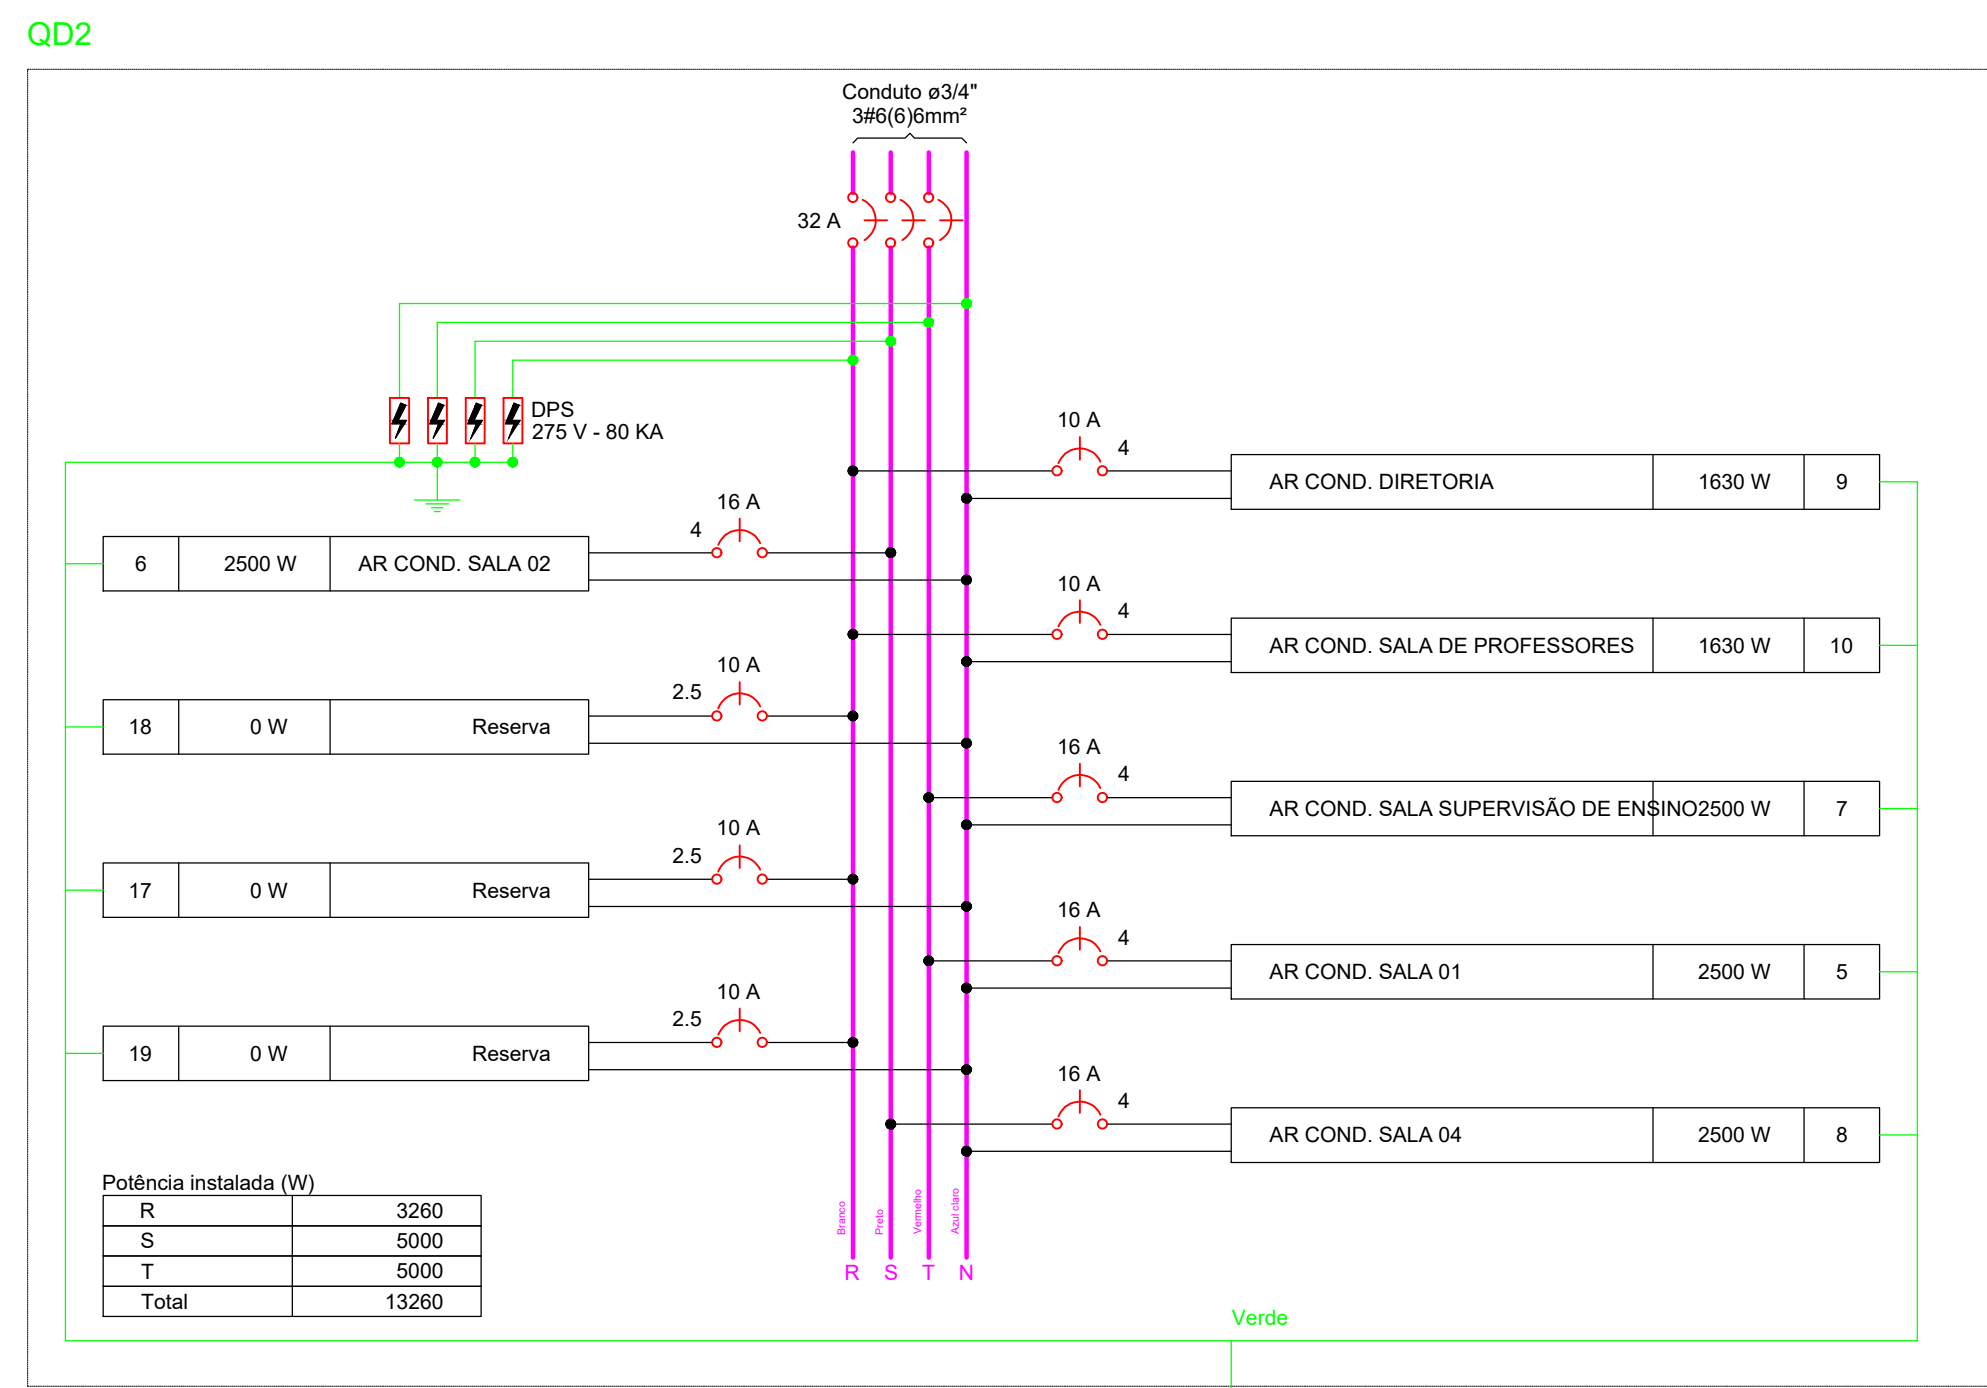 QD2
Conduto ø3/4"
3#6(6)6mm²
32 A
DPS
275 V - 80 KA
10 A
4
AR COND. DIRETORIA 1630 W 9
16 A
4
6 2500 W AR COND. SALA 02
10 A
4
AR COND. SALA DE PROFESSORES 1630 W 10
10 A
2.5
18 0 W Reserva
16 A
4
AR COND. SALA SUPERVISÃO DE ENSINO 2500 W 7
10 A
2.5
17 0 W Reserva
16 A
4
AR COND. SALA 01 2500 W 5
10 A
2.5
19 0 W Reserva
16 A
4
AR COND. SALA 04 2500 W 8
Potência instalada (W)
R 3260
S 5000
T 5000
Total 13260
Branco
Preto
Vermelho
Azul claro
R S T N
Verde